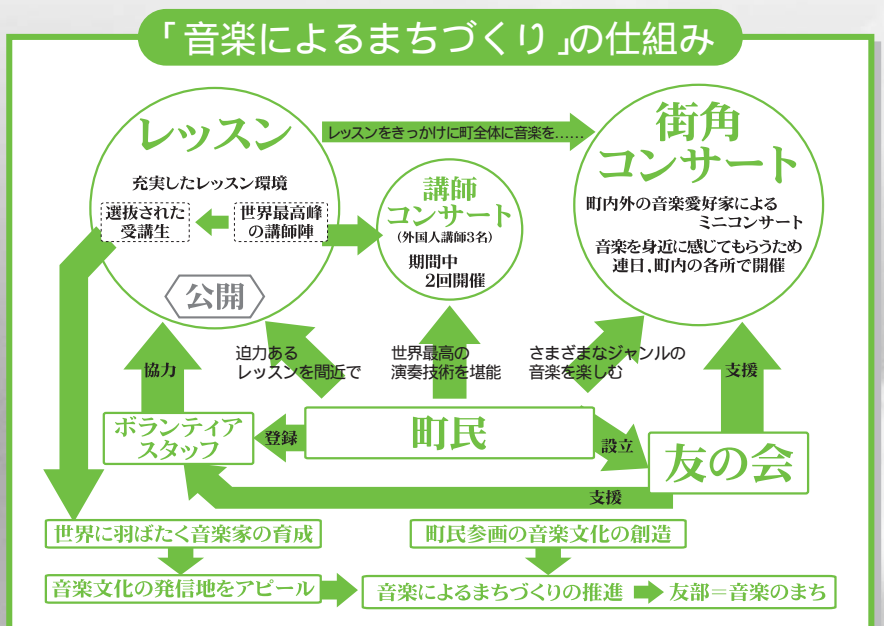 「音楽によるまちづくり」の仕組み
レッスン
充実したレッスン環境
選抜された
受講生
世界最高峰
の講師陣
公開
レッスンをきっかけに町全体に音楽を……
講師
コンサート
(外国人講師3名)
期間中
2回開催
街角
コンサート
町内外の音楽愛好家による
ミニコンサート
音楽を身近に感じてもらうため
連日、町内の各所で開催
協力
迫力ある
レッスンを間近で
世界最高の
演奏技術を堪能
さまざまなジャンルの
音楽を楽しむ
支援
ボランティア
スタッフ
登録
町民
設立
友の会
支援
世界に羽ばたく音楽家の育成
町民参画の音楽文化の創造
音楽文化の発信地をアピール
音楽によるまちづくりの推進
友部=音楽のまち